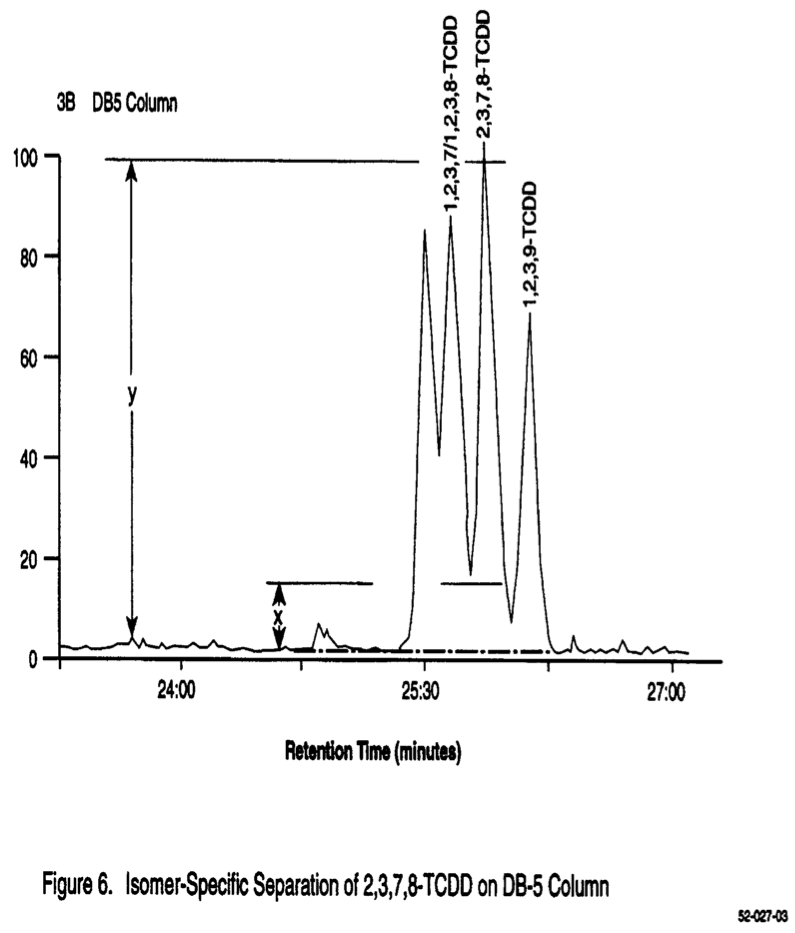 1,2,3,7/1,2,3,8-TCDD
2,3,7,8-TCDD
1,2,3,9-TCDD
3B DB5 Column
100
80
60
40
20
0
y
x
24:00 25:30 27:00
Retention Time (minutes)
Figure 6. Isomer-Specific Separation of 2,3,7,8-TCDD on DB-5 Column
52-027-03